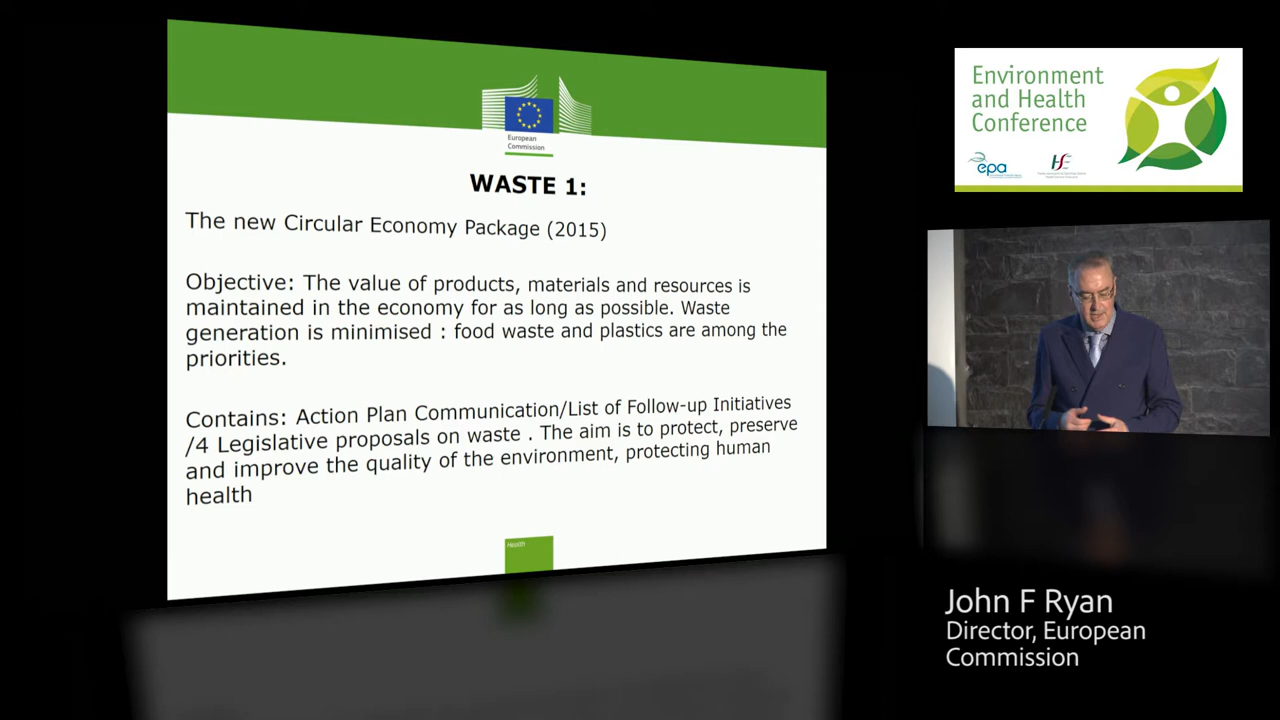 European
Commission
WASTE 1:
The new Circular Economy Package (2015)
Objective: The value of products, materials and resources is
maintained in the economy for as long as possible. Waste
generation is minimised : food waste and plastics are among the
priorities.
Contains: Action Plan Communication/List of Follow-up Initiatives
/4 Legislative proposals on waste . The aim is to protect, preserve
and improve the quality of the environment, protecting human
health
Health
Environment
and Health
Conference
epa
John F Ryan
Director, European
Commission